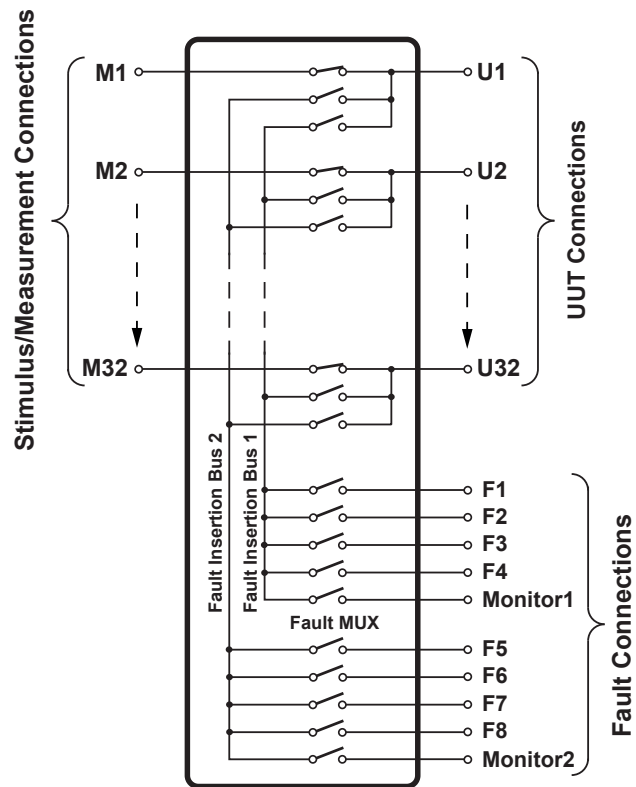 Stimulus/Measurement Connections
M1
U1
M2
U2
UUT Connections
M32
U32
Fault Insertion Bus 2
Fault Insertion Bus 1
F1
F2
F3
F4
Monitor1
Fault MUX
F5
F6
F7
F8
Monitor2
Fault Connections